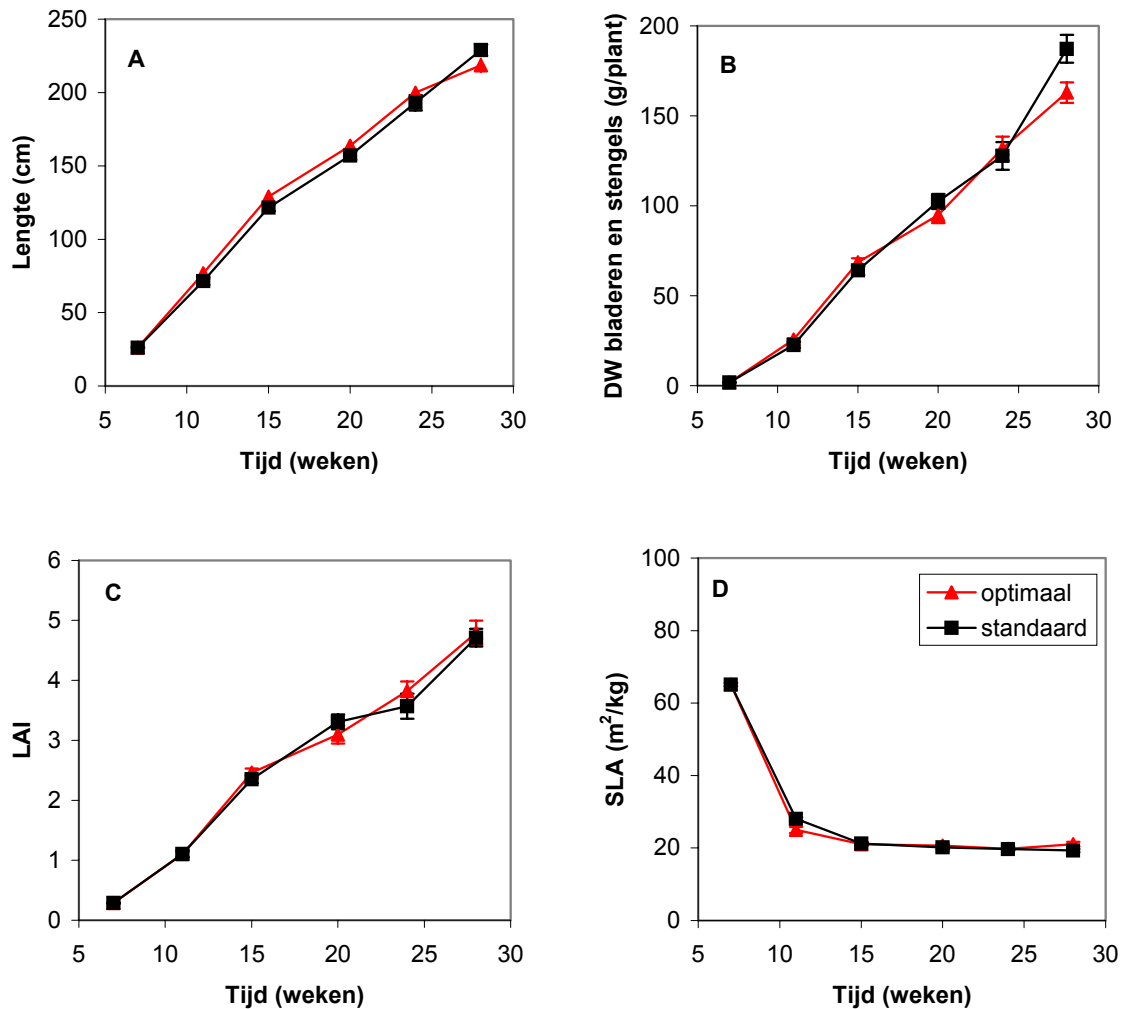 A
Lengte (cm)
250
200
150
100
50
0
5 10 15 20 25 30
Tijd (weken)
B
DW bladeren en stengels (g/plant)
200
150
100
50
0
5 10 15 20 25 30
Tijd (weken)
C
LAI
6
5
4
3
2
1
0
5 10 15 20 25 30
Tijd (weken)
D
optimaal
standaard
SLA (m²/kg)
100
80
60
40
20
0
5 10 15 20 25 30
Tijd (weken)